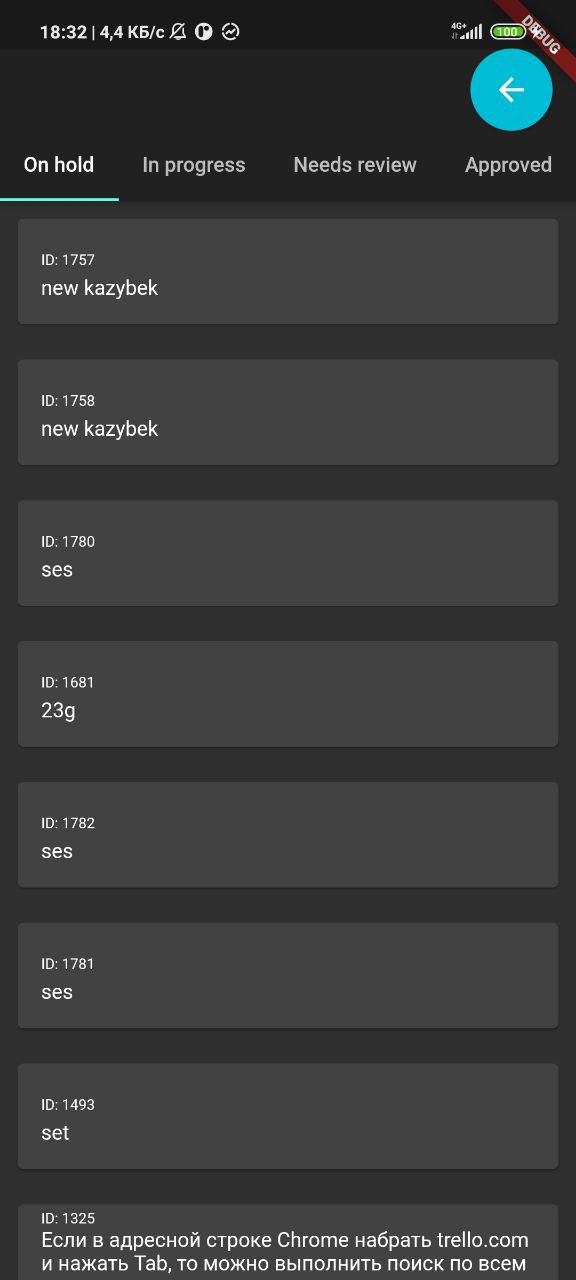 18:32 | 4,4 КБ/с
4G+
100
DEBUG
On hold
In progress
Needs review
Approved
ID: 1757
new kazybek
ID: 1758
new kazybek
ID: 1780
ses
ID: 1681
23g
ID: 1782
ses
ID: 1781
ses
ID: 1493
set
ID: 1325
Если в адресной строке Chrome набрать trello.com
и нажать Tab, то можно выполнить поиск по всем